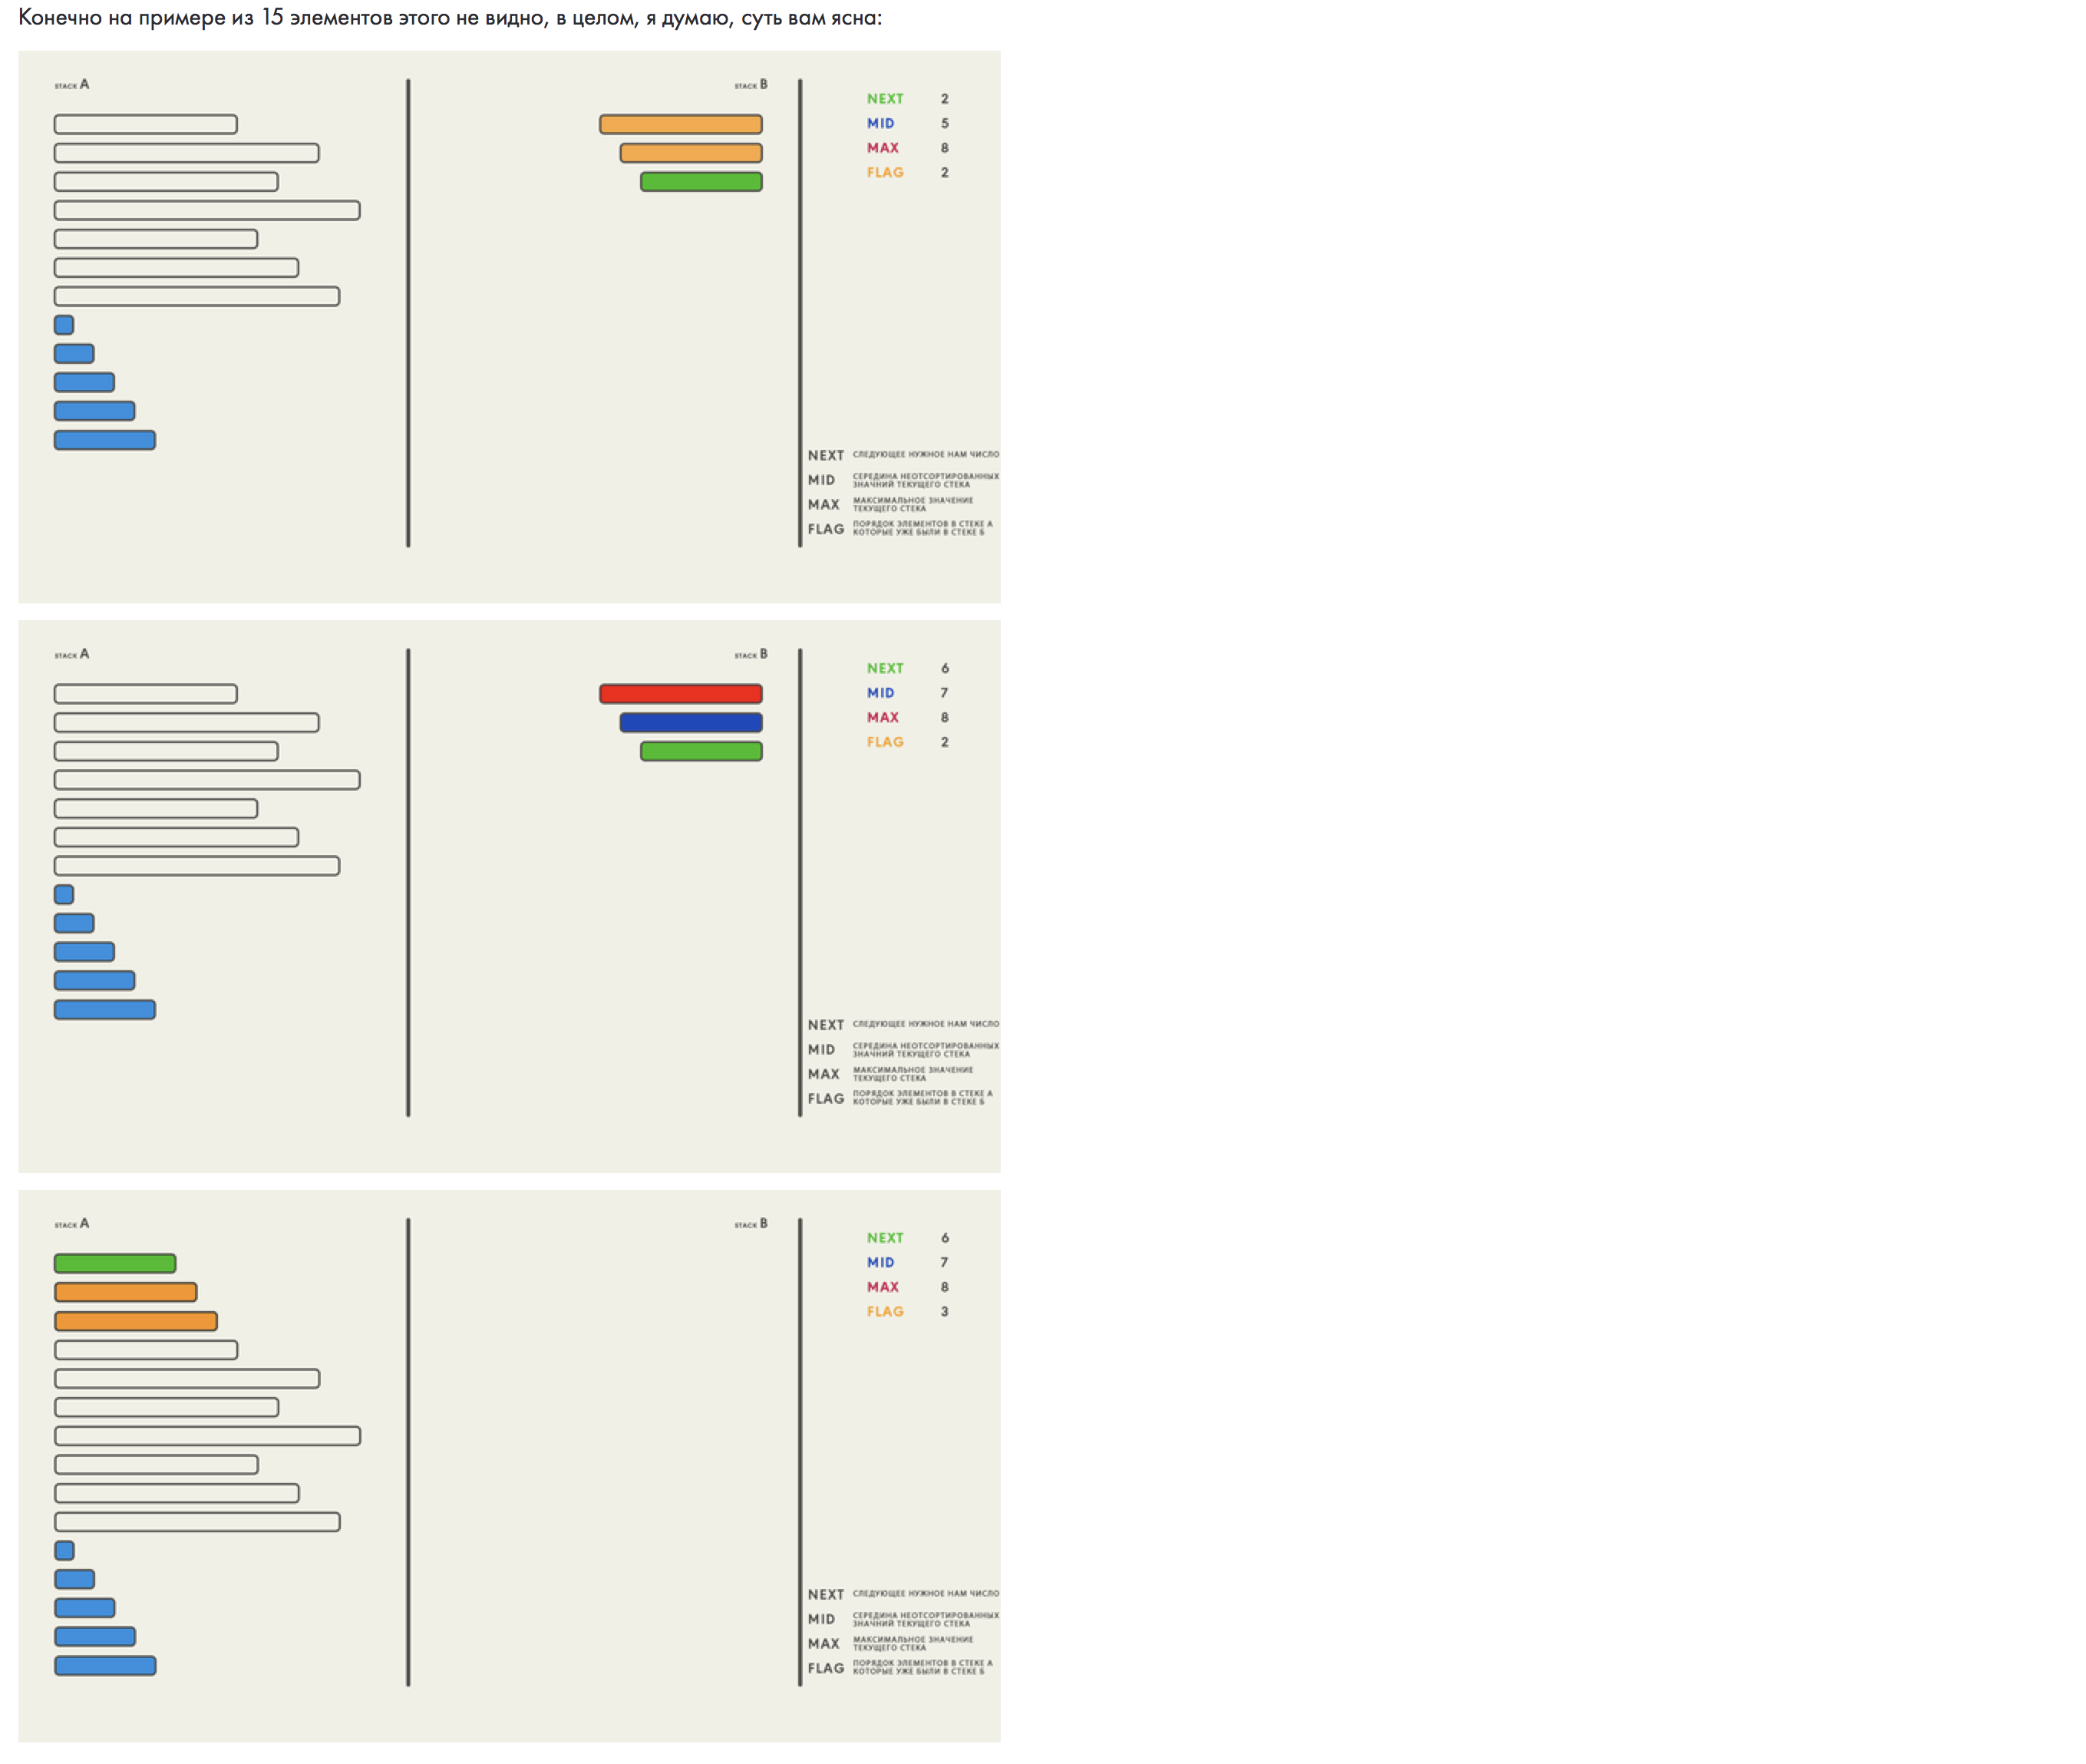 Конечно на примере из 15 элементов этого не видно, в целом, я думаю, суть вам ясна:
STACK A
STACK B
NEXT 2
MID 5
MAX 8
FLAG 2
NEXT СЛЕДУЮЩЕЕ НУЖНОЕ НАМ ЧИСЛО
MID СЕРЕДИНА НЕОТСОРТИРОВАННЫХ
ЗНАЧНИЙ ТЕКУЩЕГО СТЕКА
MAX МАКСИМАЛЬНОЕ ЗНАЧЕНИЕ
ТЕКУЩЕГО СТЕКА
FLAG ПОРЯДОК ЭЛЕМЕНТОВ В СТЕКЕ А
КОТОРЫЕ УЖЕ БЫЛИ В СТЕКЕ Б
STACK A
STACK B
NEXT 6
MID 7
MAX 8
FLAG 2
NEXT СЛЕДУЮЩЕЕ НУЖНОЕ НАМ ЧИСЛО
MID СЕРЕДИНА НЕОТСОРТИРОВАННЫХ
ЗНАЧНИЙ ТЕКУЩЕГО СТЕКА
MAX МАКСИМАЛЬНОЕ ЗНАЧЕНИЕ
ТЕКУЩЕГО СТЕКА
FLAG ПОРЯДОК ЭЛЕМЕНТОВ В СТЕКЕ А
КОТОРЫЕ УЖЕ БЫЛИ В СТЕКЕ Б
STACK A
STACK B
NEXT 6
MID 7
MAX 8
FLAG 3
NEXT СЛЕДУЮЩЕЕ НУЖНОЕ НАМ ЧИСЛО
MID СЕРЕДИНА НЕОТСОРТИРОВАННЫХ
ЗНАЧНИЙ ТЕКУЩЕГО СТЕКА
MAX МАКСИМАЛЬНОЕ ЗНАЧЕНИЕ
ТЕКУЩЕГО СТЕКА
FLAG ПОРЯДОК ЭЛЕМЕНТОВ В СТЕКЕ А
КОТОРЫЕ УЖЕ БЫЛИ В СТЕКЕ Б